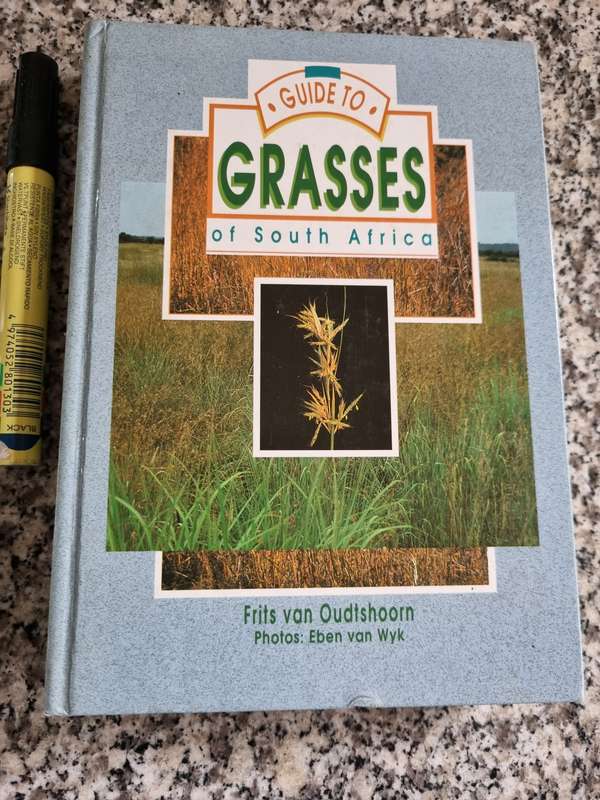 GUIDE TO
GRASSES
of South Africa
Frits van Oudtshoorn
Photos: Eben van Wyk
4 974052 801303
BLACK